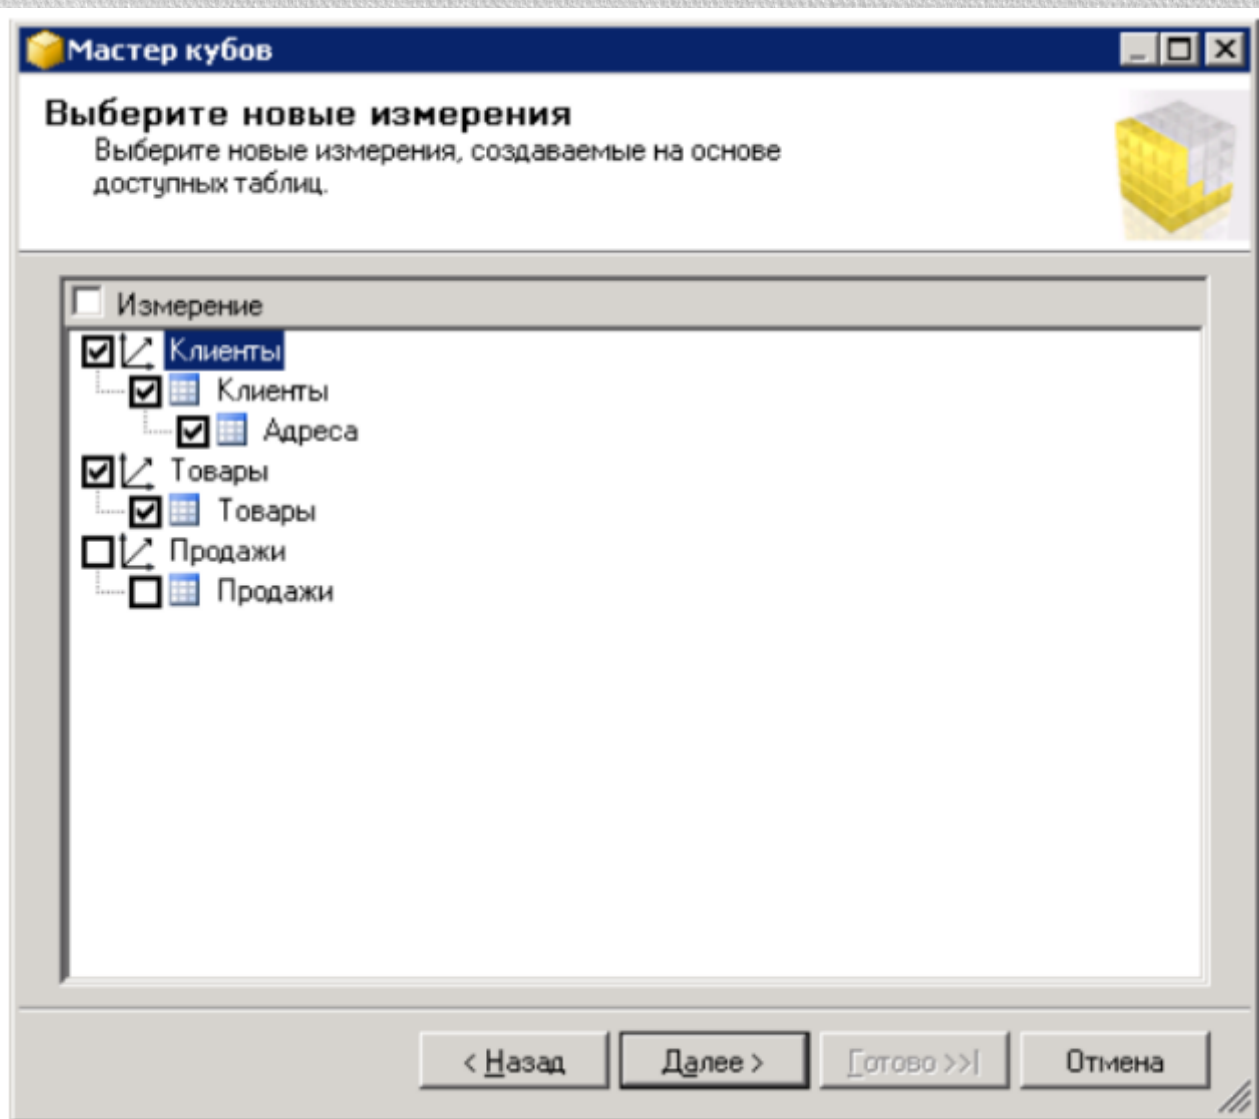 Мастер кубов
Выберите новые измерения
Выберите новые измерения, создаваемые на основе
доступных таблиц.
Измерение
Клиенты
Клиенты
Адреса
Товары
Товары
Продажи
Продажи
< Назад
Далее >
Готово >>|
Отмена